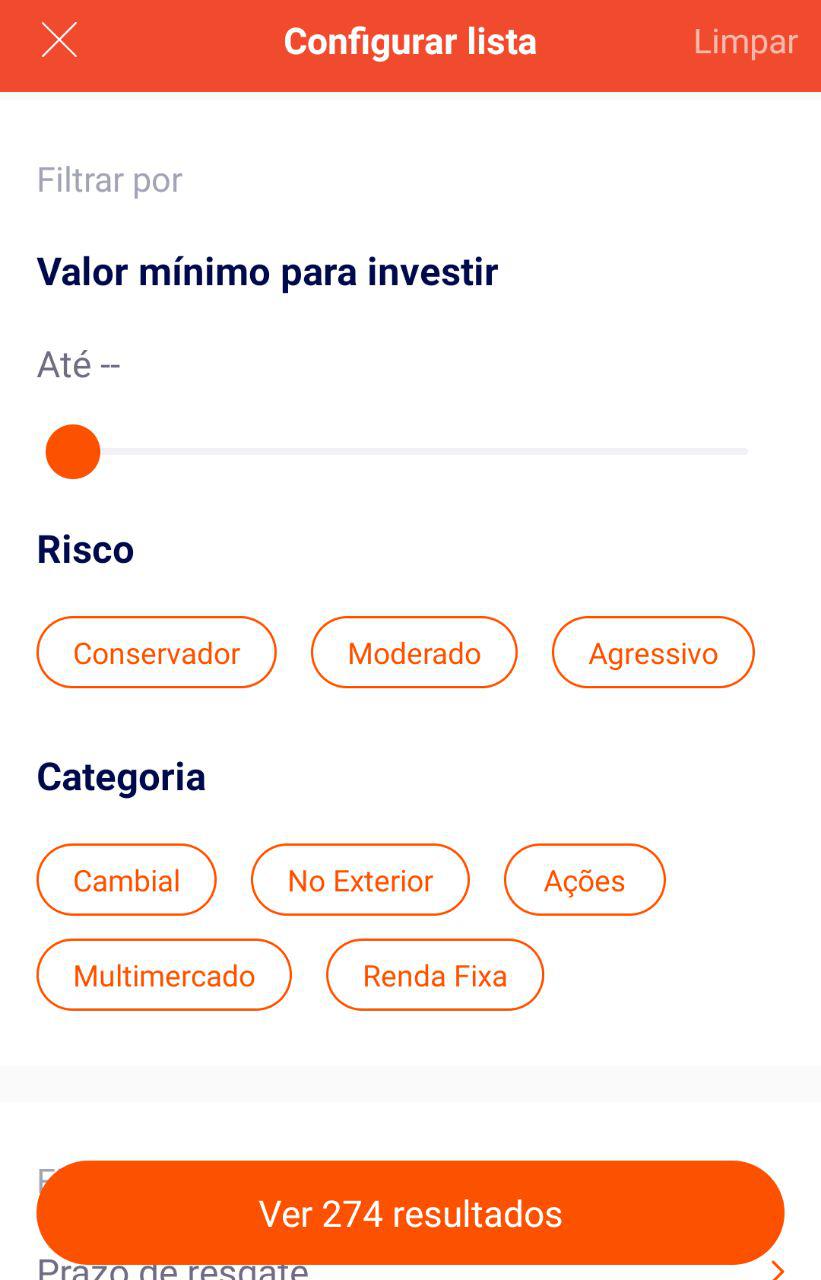 Configurar lista
Limpar
Filtrar por
Valor mínimo para investir
Até --
Risco
Conservador
Moderado
Agressivo
Categoria
Cambial
No Exterior
Ações
Multimercado
Renda Fixa
Ver 274 resultados
Prazo de resgate